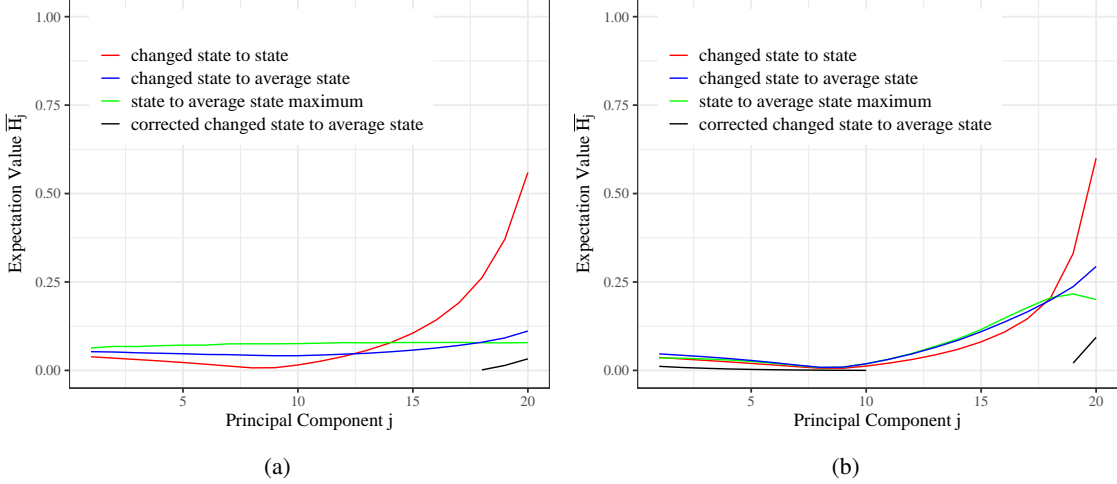 1.00
0.75
0.50
0.25
0.00
Expectation Value H̅j
changed state to state
changed state to average state
state to average state maximum
corrected changed state to average state
5
10
15
20
Principal Component j
(a)
1.00
0.75
0.50
0.25
0.00
Expectation Value H̅j
changed state to state
changed state to average state
state to average state maximum
corrected changed state to average state
5
10
15
20
Principal Component j
(b)